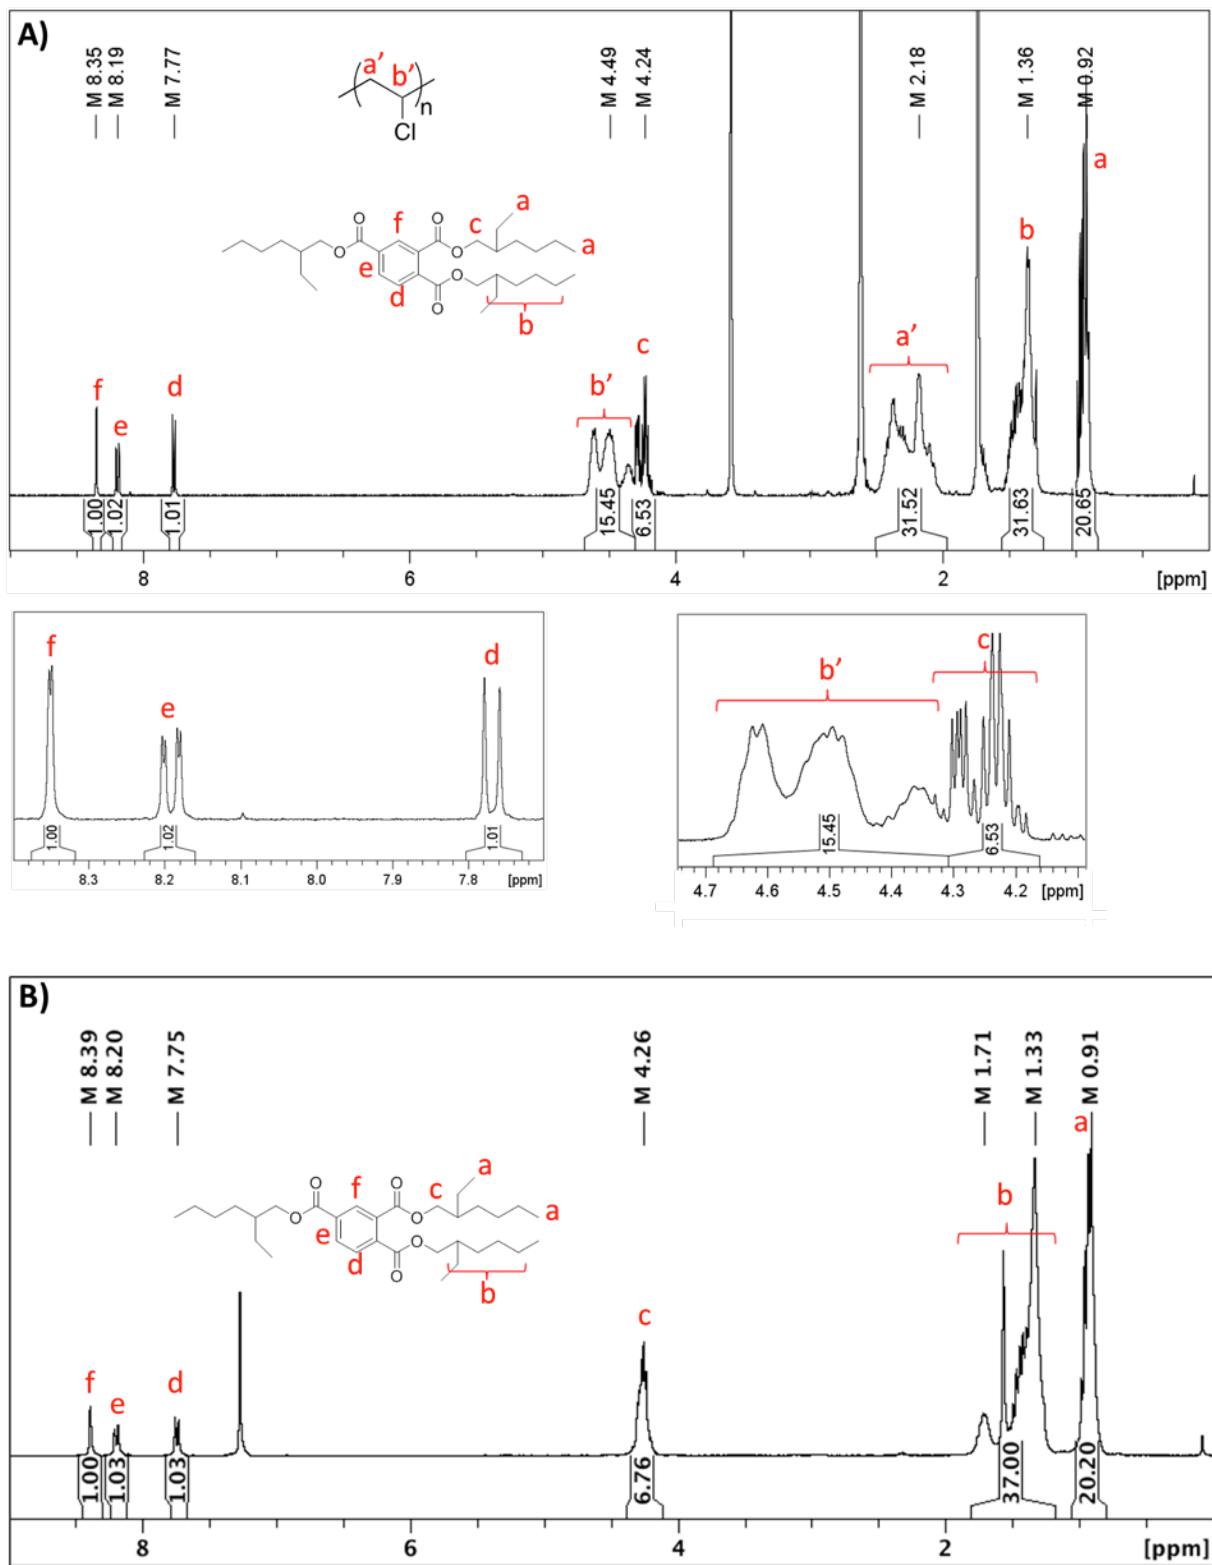 A)
M 8.35
M 8.19
M 7.77
M 4.49
M 4.24
M 2.18
M 1.36
M 0.92
a'
b'
n
Cl
a
b
a
O
O
f
c
O
O
a
e
O
d
O
b
c
a'
b'
f
e
d
1.00
1.02
1.01
15.45
6.53
31.52
31.63
20.65
8
6
4
2
[ppm]
f
e
d
1.00
1.02
1.01
8.3
8.2
8.1
8.0
7.9
7.8
[ppm]
b'
c
15.45
6.53
4.7
4.6
4.5
4.4
4.3
4.2
[ppm]
B)
M 8.39
M 8.20
M 7.75
M 4.26
M 1.71
M 1.33
M 0.91
a
a
O
O
f
c
O
O
a
e
O
d
O
b
b
c
f
e
d
1.00
1.03
1.03
6.76
37.00
20.20
8
6
4
2
[ppm]